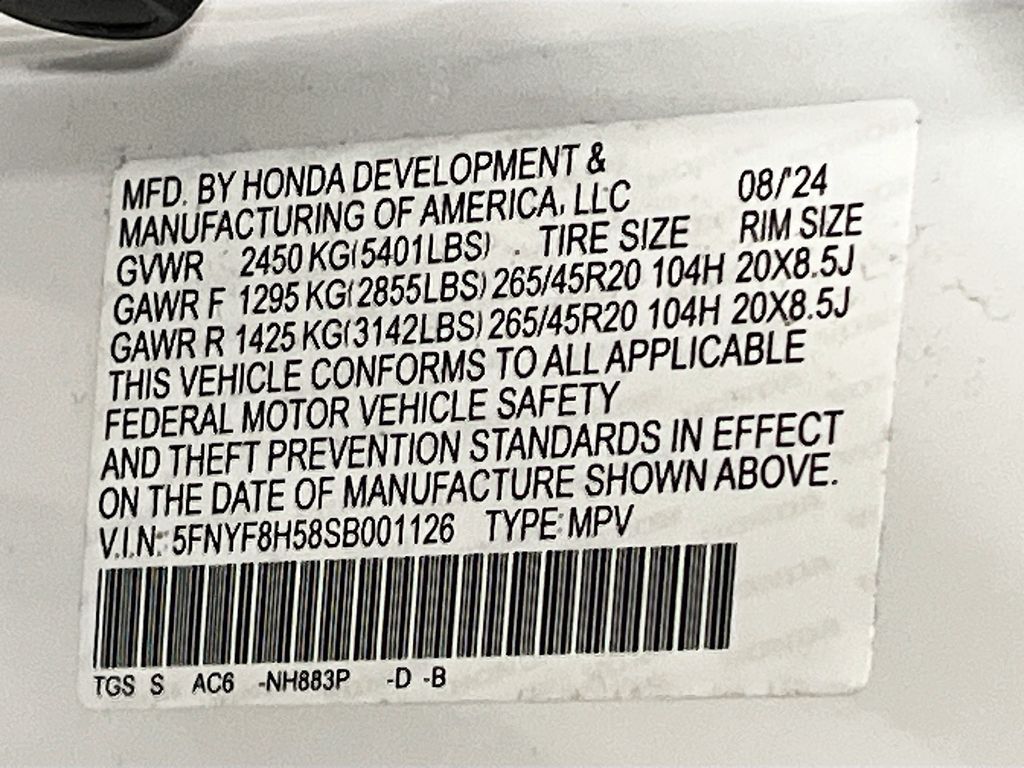 MFD. BY HONDA DEVELOPMENT &
MANUFACTURING OF AMERICA, LLC 08/'24
GVWR 2450 KG(5401LBS) . TIRE SIZE RIM SIZE
GAWR F 1295 KG(2855LBS) 265/45R20 104H 20X8.5J
GAWR R 1425 KG(3142LBS) 265/45R20 104H 20X8.5J
THIS VEHICLE CONFORMS TO ALL APPLICABLE
FEDERAL MOTOR VEHICLE SAFETY
AND THEFT PREVENTION STANDARDS IN EFFECT
ON THE DATE OF MANUFACTURE SHOWN ABOVE.
V.I.N.: 5FNYF8H58SB001126 TYPE: MPV
TGS S AC6 -NH883P -D -B